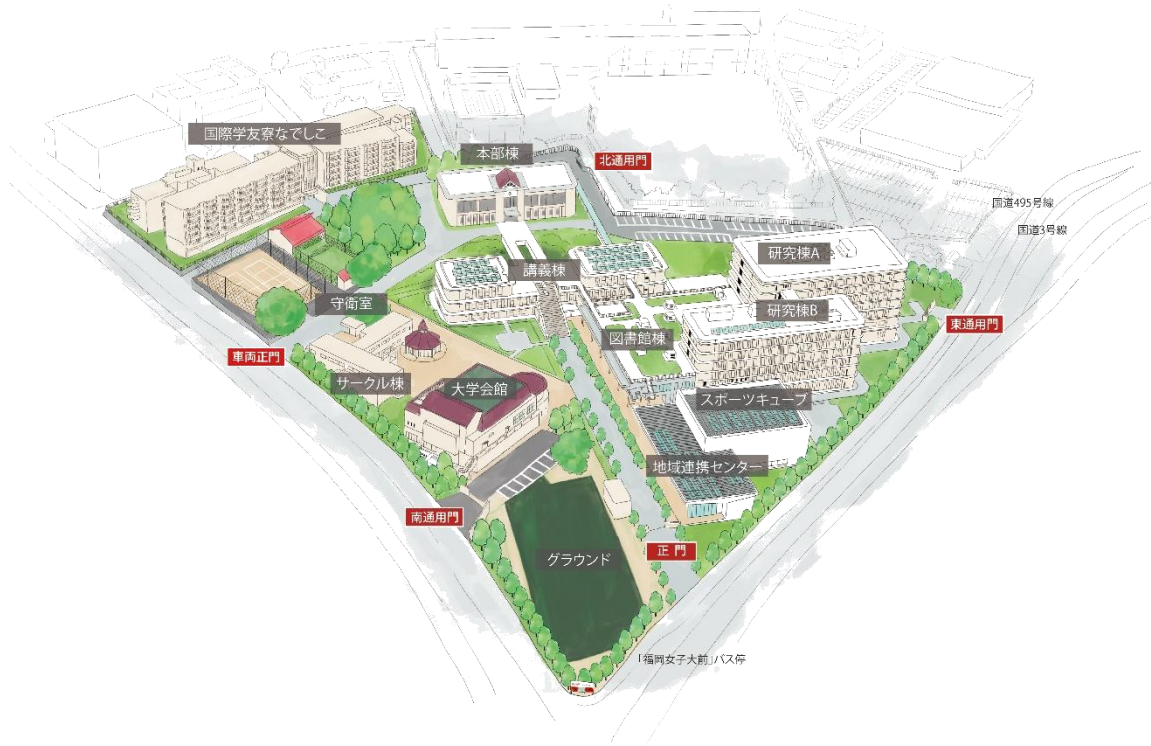 国際学友寮なでしこ
本部棟
北通用門
国道495号線
国道3号線
研究棟A
講義棟
守衛室
研究棟B
東通用門
図書館棟
車両正門
サークル棟
大学会館
スポーツキューブ
地域連携センター
南通用門
正門
グラウンド
「福岡女子大前」バス停